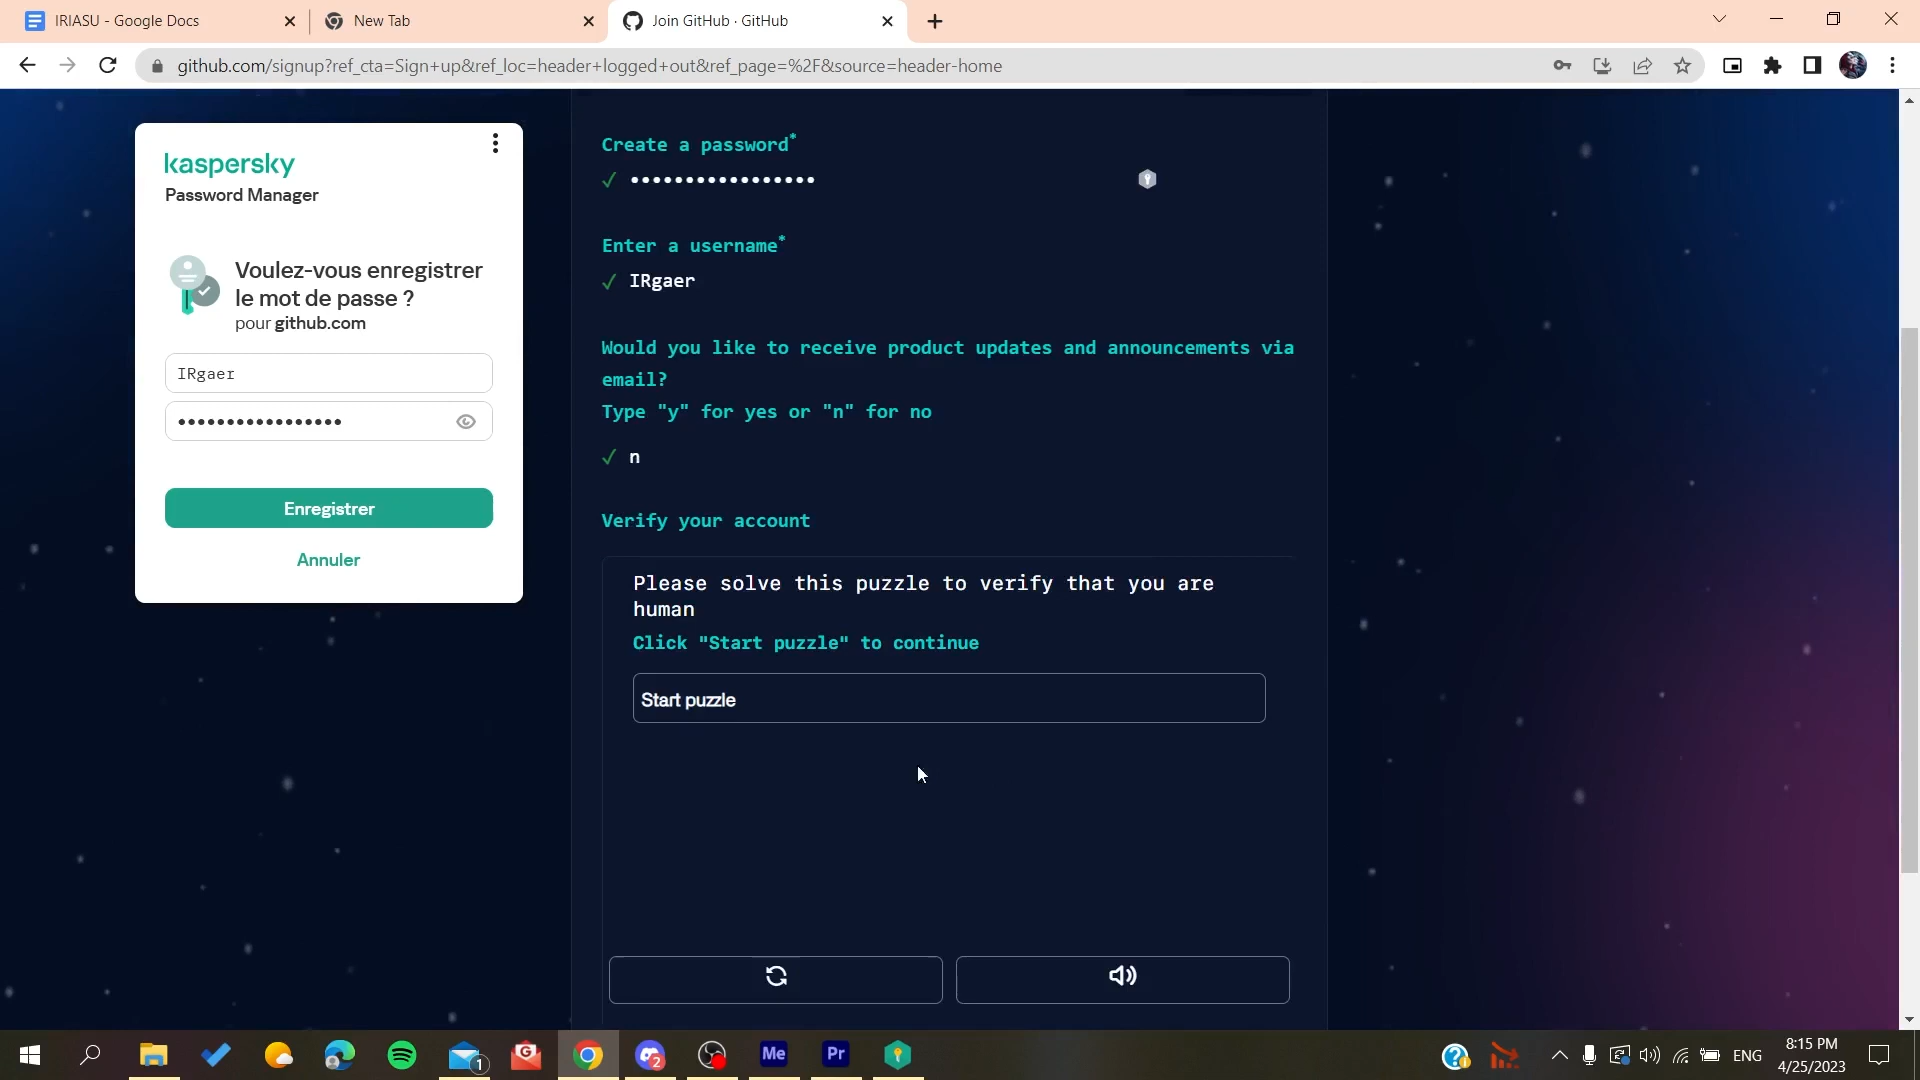 IRIASU - Google Docs
New Tab
Join GitHub · GitHub
github.com/signup?ref_cta=Sign+up&ref_loc=header+logged+out&ref_page=%2F&source=header-home
kaspersky
Password Manager
Voulez-vous enregistrer
le mot de passe ?
pour github.com
IRgaer
•••••••••••••••••
Enregistrer
Annuler
Create a password*
✓ •••••••••••••••••
Enter a username*
✓ IRgaer
Would you like to receive product updates and announcements via
email?
Type "y" for yes or "n" for no
✓ n
Verify your account
Please solve this puzzle to verify that you are
human
Click "Start puzzle" to continue
Start puzzle
1
G
2
Me
Pr
ENG
8:15 PM
4/25/2023